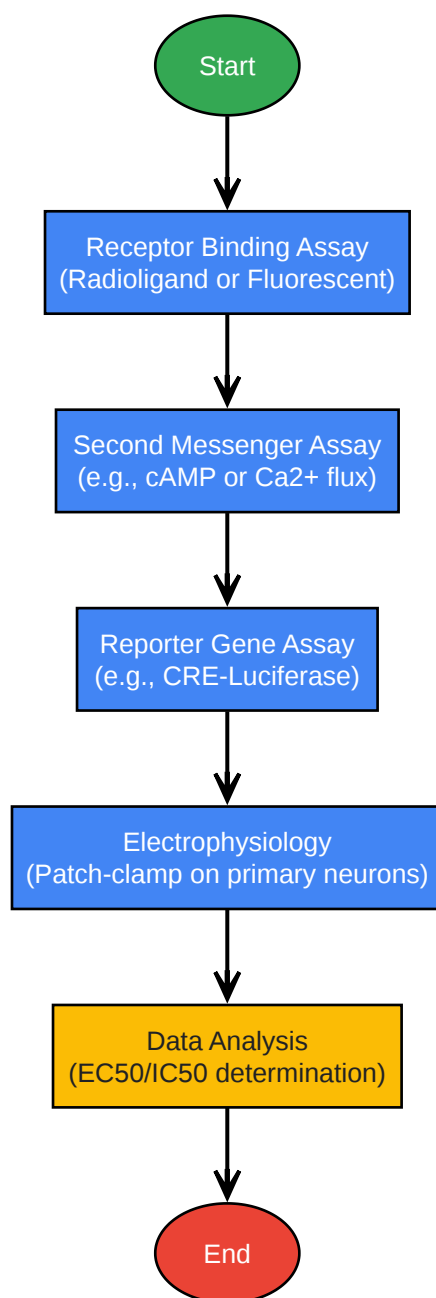 Start
Receptor Binding Assay
(Radioligand or Fluorescent)
Second Messenger Assay
(e.g., cAMP or Ca2+ flux)
Reporter Gene Assay
(e.g., CRE-Luciferase)
Electrophysiology
(Patch-clamp on primary neurons)
Data Analysis
(EC50/IC50 determination)
End